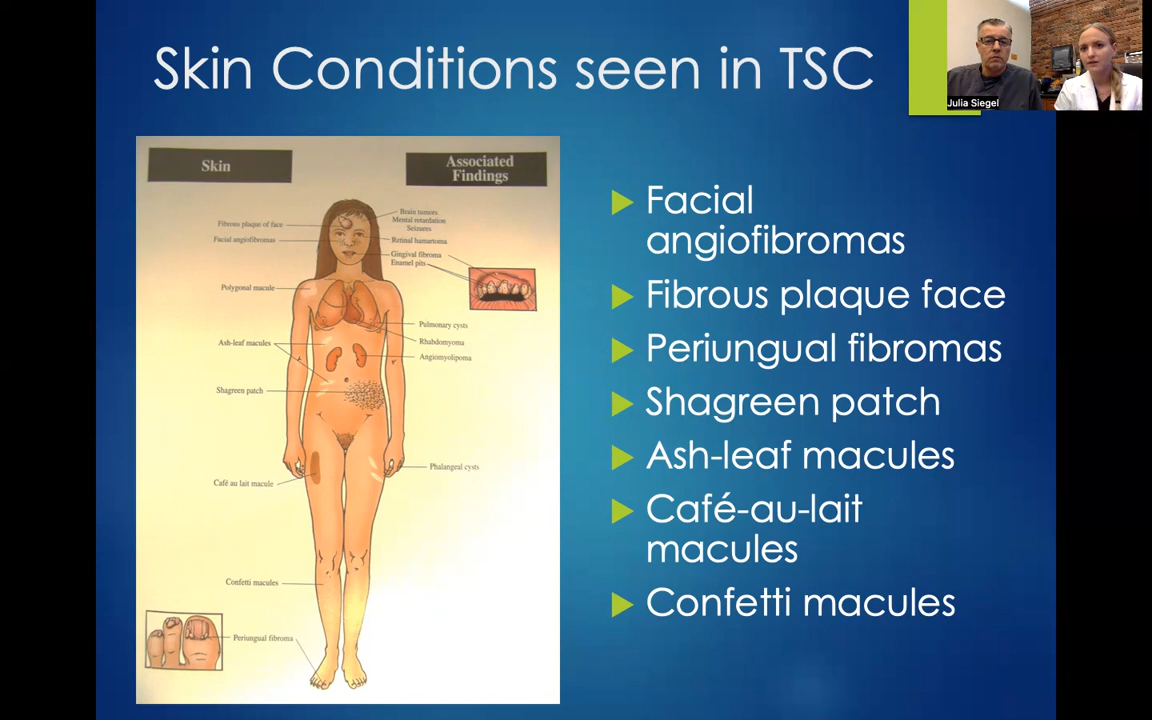 Skin Conditions seen in TSC
Julia Siegel
Skin
Associated
Findings
Fibrous plaque of face
Facial angiofibromas
Polygonal macule
Ash-leaf macules
Shagreen patch
Café au lait macule
Confetti macules
Periungual fibroma
Brain tumors
Mental retardation
Seizures
Retinal hamartoma
Gingival fibroma
Enamel pits
Pulmonary cysts
Rhabdomyoma
Angiomyolipoma
Phalangeal cysts
Facial
angiofibromas
Fibrous plaque face
Periungual fibromas
Shagreen patch
Ash-leaf macules
Café-au-lait
macules
Confetti macules